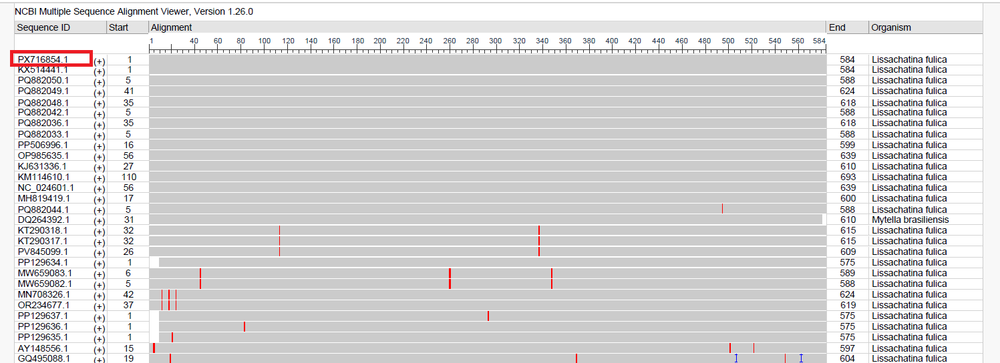 NCBI Multiple Sequence Alignment Viewer, Version 1.26.0
Sequence ID Start Alignment End Organism
1 40 60 80 100 120 140 160 180 200 220 240 260 280 300 320 340 360 380 400 420 440 460 480 500 520 540 560 584
PX716854.1 (+) 1 584 Lissachatina fulica
KX514441.1 (+) 1 584 Lissachatina fulica
PQ882050.1 (+) 5 588 Lissachatina fulica
PQ882049.1 (+) 41 624 Lissachatina fulica
PQ882048.1 (+) 35 618 Lissachatina fulica
PQ882042.1 (+) 5 588 Lissachatina fulica
PQ882036.1 (+) 35 618 Lissachatina fulica
PQ882033.1 (+) 5 588 Lissachatina fulica
PP506996.1 (+) 16 599 Lissachatina fulica
OP985635.1 (+) 56 639 Lissachatina fulica
KJ631336.1 (+) 27 610 Lissachatina fulica
KM114610.1 (+) 110 693 Lissachatina fulica
NC_024601.1 (+) 56 639 Lissachatina fulica
MH819419.1 (+) 17 600 Lissachatina fulica
PQ882044.1 (+) 5 588 Lissachatina fulica
DQ264392.1 (+) 31 610 Mytella brasiliensis
KT290318.1 (+) 32 615 Lissachatina fulica
KT290317.1 (+) 32 615 Lissachatina fulica
PV845099.1 (+) 26 609 Lissachatina fulica
PP129634.1 (+) 1 575 Lissachatina fulica
MW659083.1 (+) 6 589 Lissachatina fulica
MW659082.1 (+) 5 588 Lissachatina fulica
MN708326.1 (+) 42 624 Lissachatina fulica
OR234677.1 (+) 37 619 Lissachatina fulica
PP129637.1 (+) 1 575 Lissachatina fulica
PP129636.1 (+) 1 575 Lissachatina fulica
PP129635.1 (+) 1 575 Lissachatina fulica
AY148556.1 (+) 15 597 Lissachatina fulica
GQ495088.1 (+) 19 604 Lissachatina fulica